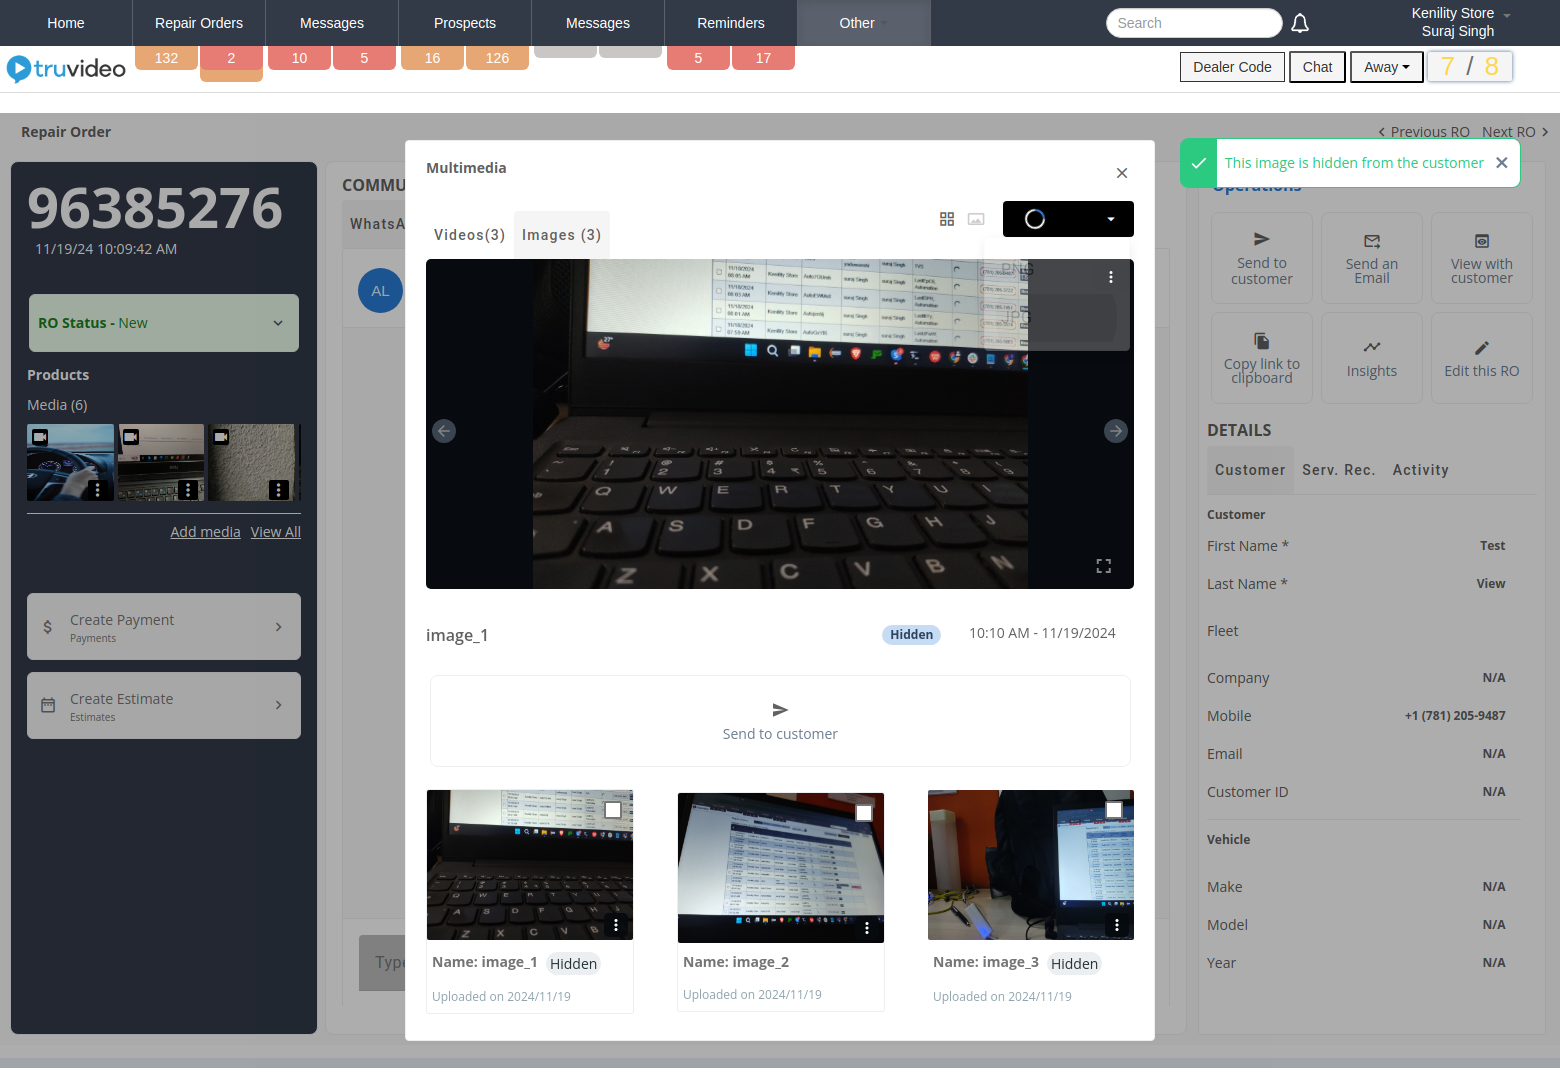 Home
Repair Orders
Messages
Prospects
Messages
Reminders
Other
Search
Kenility Store
Suraj Singh
truvideo
132
2
10
5
16
126
5
17
Dealer Code
Chat
Away
7 / 8
Repair Order
Previous RO
Next RO
This image is hidden from the customer
96385276
11/19/24 10:09:42 AM
RO Status - New
Products
Media (6)
Add media
View All
Create Payment
Payments
Create Estimate
Estimates
COMMU
WhatsA
AL
Type
Multimedia
Videos(3)
Images (3)
PNG
JPG
image_1
Hidden
10:10 AM - 11/19/2024
Send to customer
Name: image_1
Hidden
Uploaded on 2024/11/19
Name: image_2
Uploaded on 2024/11/19
Name: image_3
Hidden
Uploaded on 2024/11/19
Operations
Send to
customer
Send an
Email
View with
customer
Copy link to
clipboard
Insights
Edit this RO
DETAILS
Customer
Serv. Rec.
Activity
Customer
First Name *
Test
Last Name *
View
Fleet
Company
N/A
Mobile
+1 (781) 205-9487
Email
N/A
Customer ID
N/A
Vehicle
Make
N/A
Model
N/A
Year
N/A